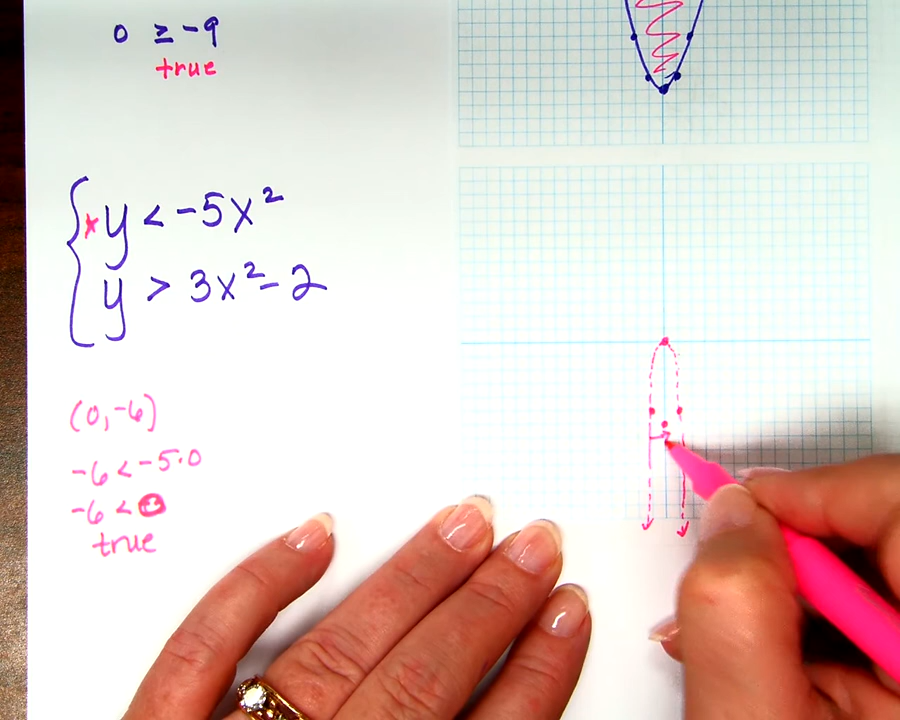 0 ≥ -9
true
* y < -5x²
y > 3x² - 2
(0, -6)
-6 < -5·0
-6 < 0
true